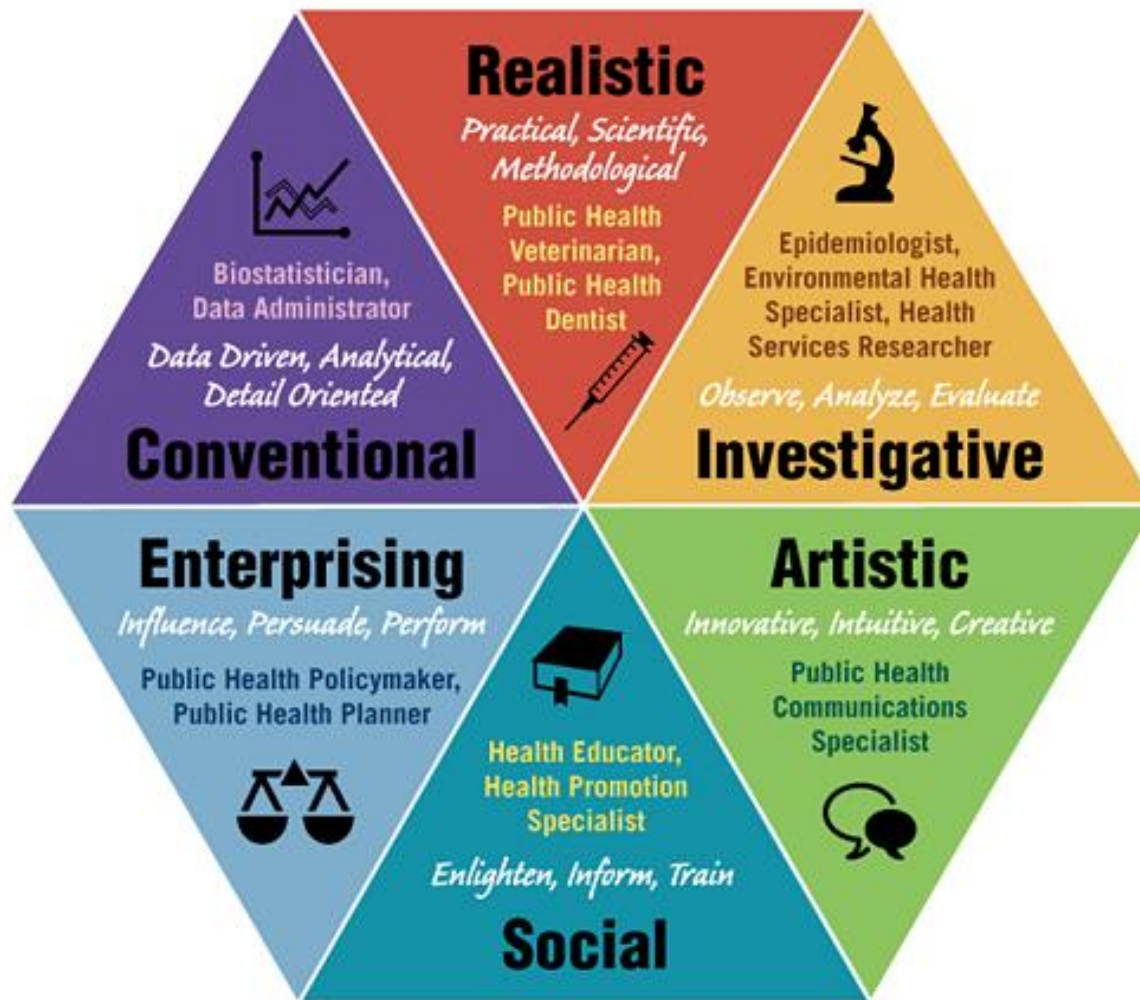 Realistic
Practical, Scientific,
Methodological
Public Health
Veterinarian,
Public Health
Dentist
Epidemiologist,
Environmental Health
Specialist, Health
Services Researcher
Observe, Analyze, Evaluate
Investigative
Artistic
Innovative, Intuitive, Creative
Public Health
Communications
Specialist
Health Educator,
Health Promotion
Specialist
Enlighten, Inform, Train
Social
Enterprising
Influence, Persuade, Perform
Public Health Policymaker,
Public Health Planner
Biostatistician,
Data Administrator
Data Driven, Analytical,
Detail Oriented
Conventional